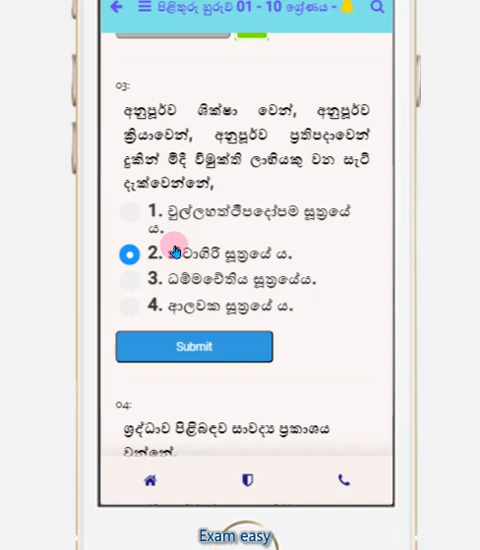 පිළිතුරු හුරුව 01 - 10 ශ්‍රේණිය -
03:
අනුපූර්ව ශික්ෂා වෙන්, අනුපූර්ව
ක්‍රියාවෙන්, අනුපූර්ව ප්‍රතිපදාවෙන්
දුකින් මිදී විමුක්ති ලාභියකු වන සැටි
දැක්වෙන්නේ,
1. චුල්ලහත්ථිපදෝපම සූත්‍රයේ
ය.
2. කීටාගිරි සූත්‍රයේ ය.
3. ධම්මචේතිය සූත්‍රයේය.
4. ආලවක සූත්‍රයේ ය.
Submit
04:
ශ්‍රද්ධාව පිළිබඳව සාවද්‍ය ප්‍රකාශය
වන්නේ,
Exam easy